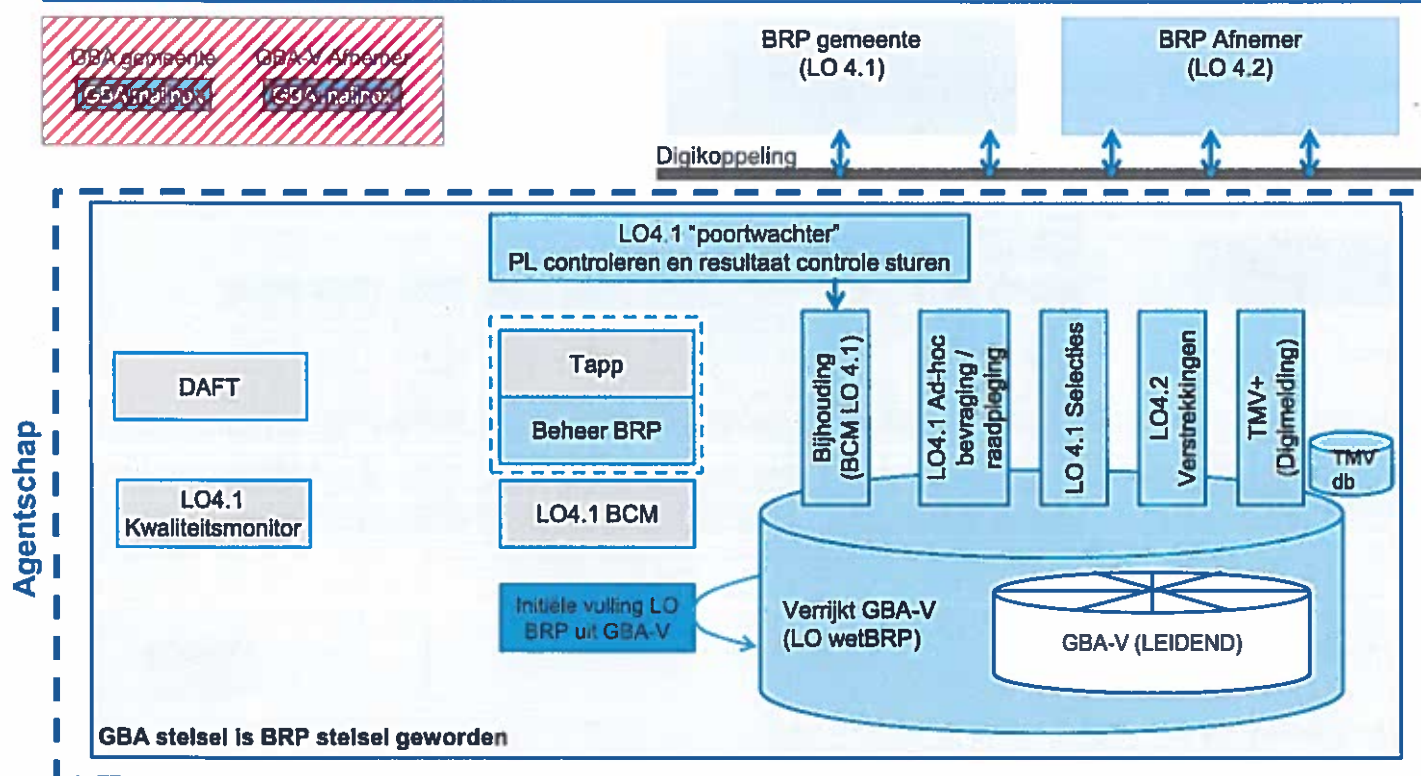 GBA gemeente
GBA-V Afnemer
BRP gemeente
(LO 4.1)
BRP Afnemer
(LO 4.2)
Digikoppeling
LO4.1 "poortwachter"
PL controleren en resultaat controle sturen
DAFT
Tapp
Beheer BRP
LO4.1
Kwaliteitsmonitor
LO4.1 BCM
Bijhouding
(BCM LO 4.1)
LO4.1 Ad-hoc
bevraging /
raadpleging
LO 4.1 Selecties
LO4.2
Verstrekkingen
TMV+
(Digimelding)
TMV
db
Agentschap
Initiële vulling LO
BRP uit GBA-V
Verrijkt GBA-V
(LO wetBRP)
GBA-V (LEIDEND)
GBA stelsel is BRP stelsel geworden